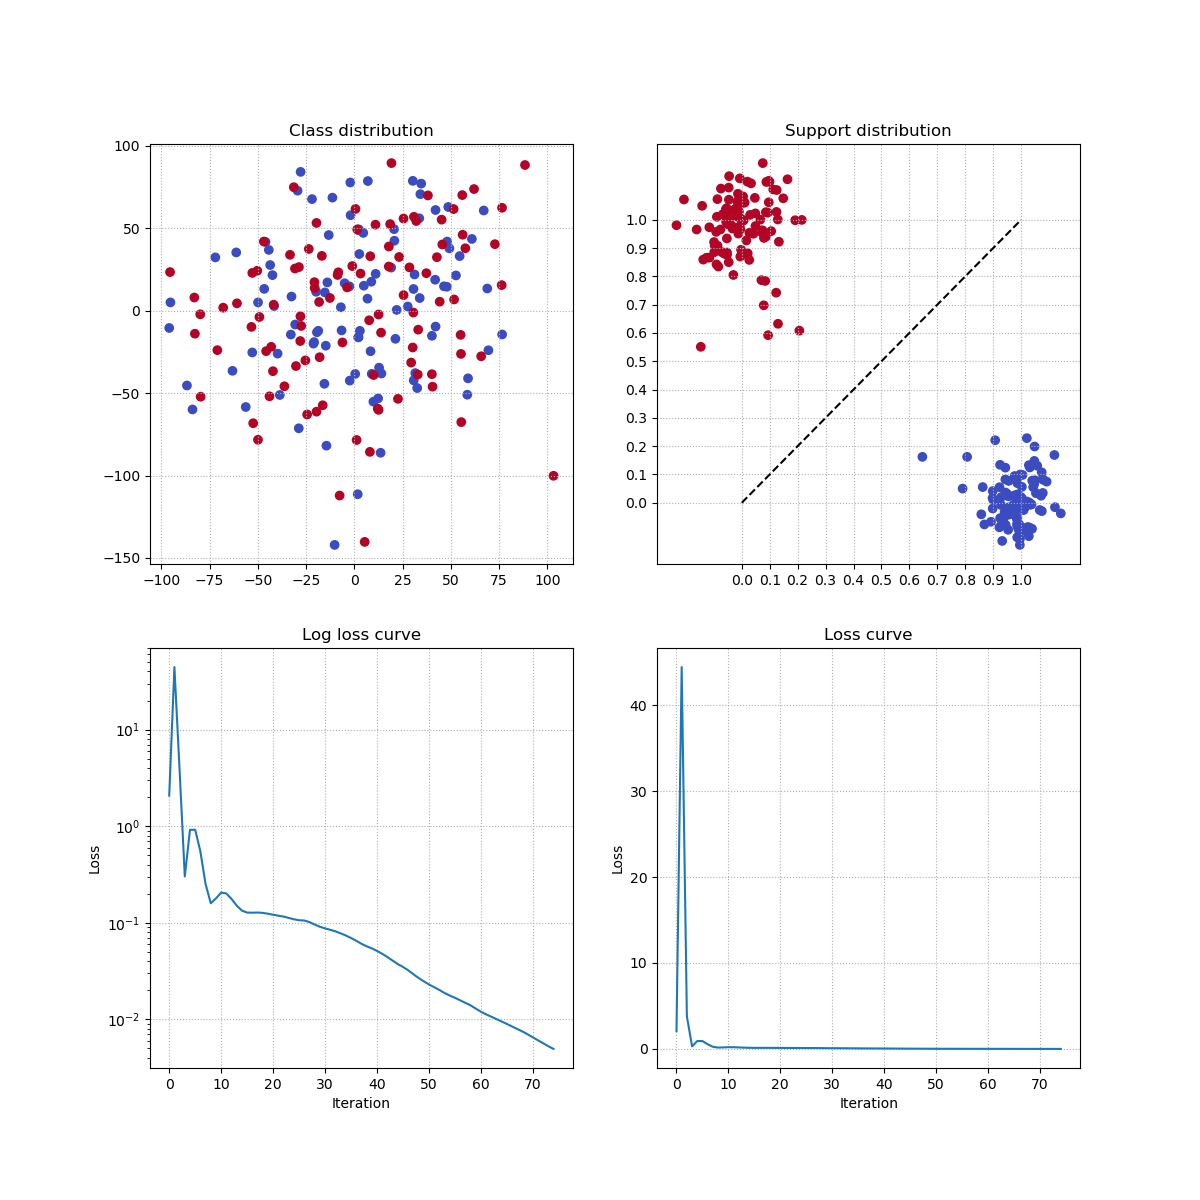 Class distribution
100
50
0
−50
−100
−150
−100 −75 −50 −25 0 25 50 75 100
Support distribution
1.0
0.9
0.8
0.7
0.6
0.5
0.4
0.3
0.2
0.1
0.0
0.0 0.1 0.2 0.3 0.4 0.5 0.6 0.7 0.8 0.9 1.0
Log loss curve
Loss
10¹
10⁰
10⁻¹
10⁻²
0 10 20 30 40 50 60 70
Iteration
Loss curve
Loss
40
30
20
10
0
0 10 20 30 40 50 60 70
Iteration